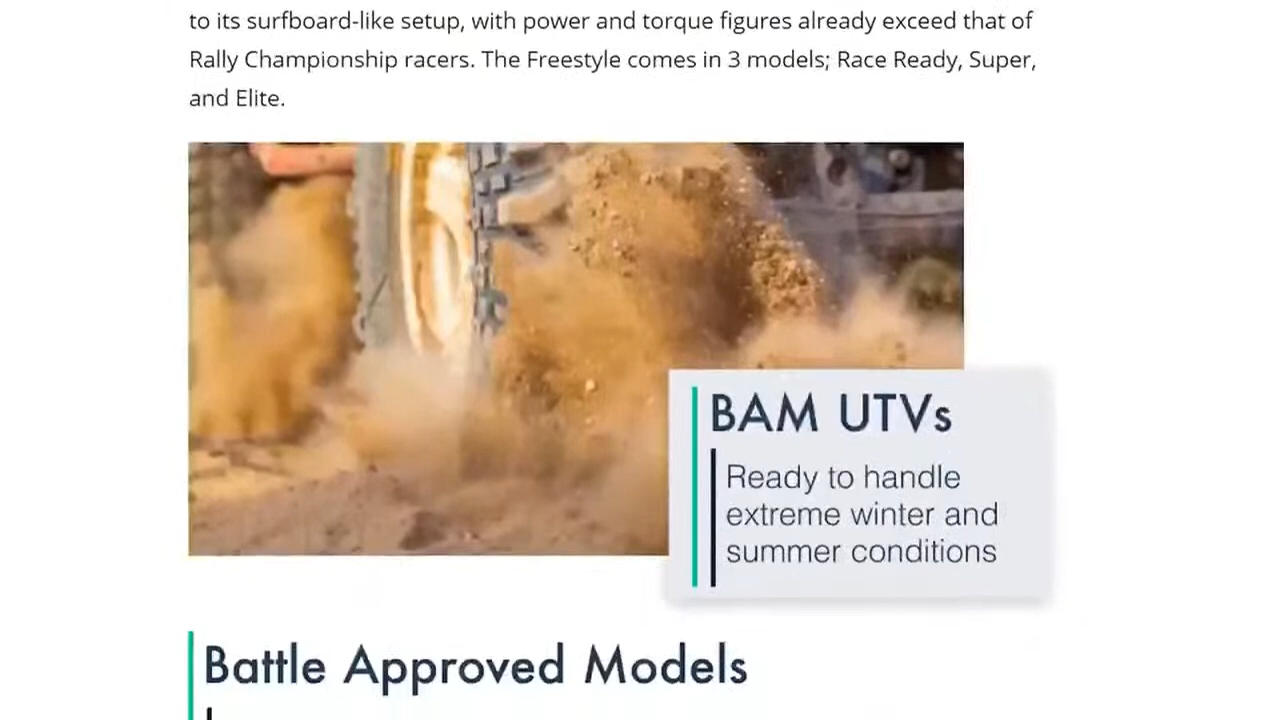 to its surfboard-like setup, with power and torque figures already exceed that of
Rally Championship racers. The Freestyle comes in 3 models; Race Ready, Super,
and Elite.
BAM UTVs
Ready to handle
extreme winter and
summer conditions
Battle Approved Models